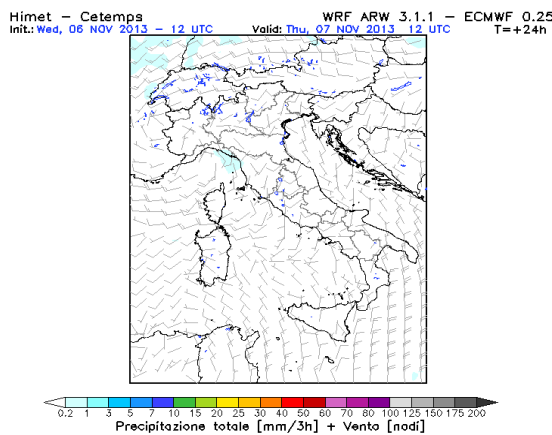 Himet – Cetemps WRF ARW 3.1.1 – ECMWF 0.25
Init.: Wed, 06 NOV 2013 – 12 UTC Valid: Thu, 07 NOV 2013 12 UTC T=+24h
0.2 1 3 5 7 10 15 20 25 30 40 50 60 70 80 100 125 150 175 200
Precipitazione totale [mm/3h] + Vento [nodi]